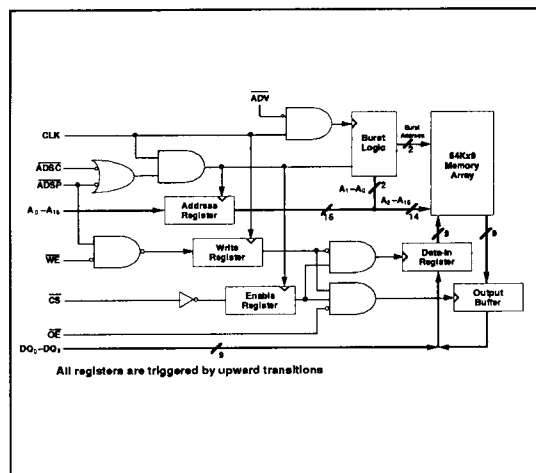 ADV
CLK
ADSC
ADSP
A0–A15
WE
CS
OE
DQ0–DQ8
Burst
Logic
Burst
Address
2
64Kx9
Memory
Array
A1–A0
2
A2–A15
Address
Register
16
14
Write
Register
Enable
Register
9
9
Data-In
Register
Output
Buffer
9
All registers are triggered by upward transitions